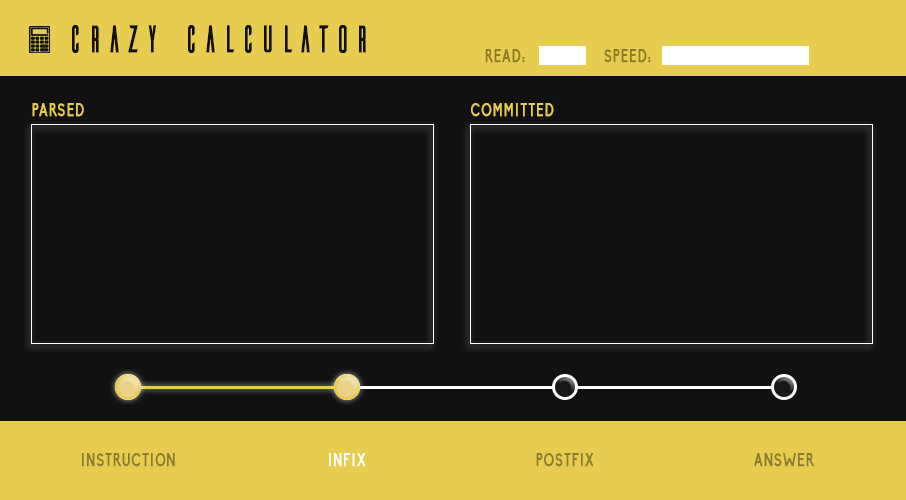 CRAZY CALCULATOR
READ: SPEED:
PARSED COMMITTED
INSTRUCTION INFIX POSTFIX ANSWER